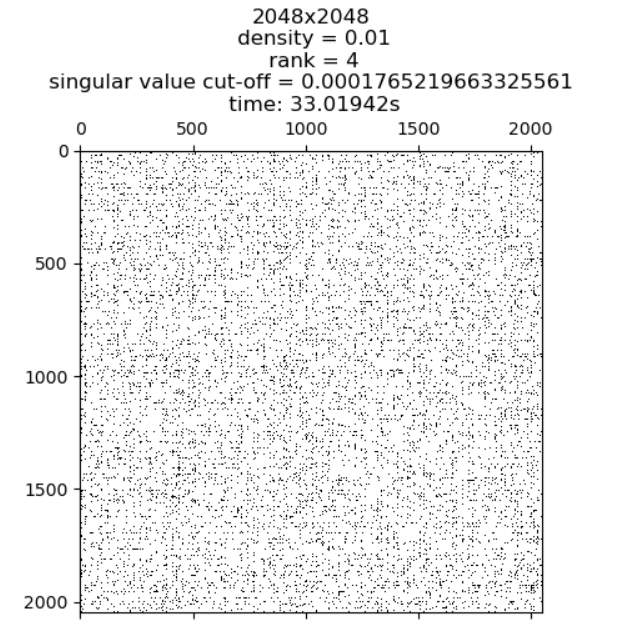 2048x2048
density = 0.01
rank = 4
singular value cut-off = 0.0001765219663325561
time: 33.01942s
0 500 1000 1500 2000
0
500
1000
1500
2000